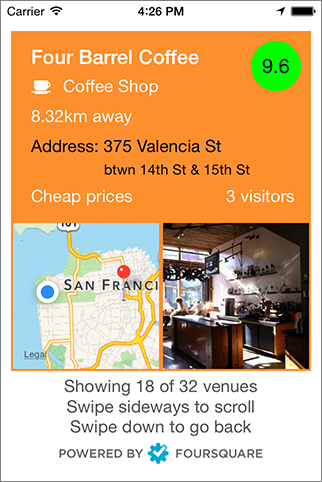 Carrier 4:26 PM
Four Barrel Coffee
9.6
Coffee Shop
8.32km away
Address: 375 Valencia St
btwn 14th St & 15th St
Cheap prices 3 visitors
101
SAN FRANCI
Legal
Showing 18 of 32 venues
Swipe sideways to scroll
Swipe down to go back
POWERED BY FOURSQUARE